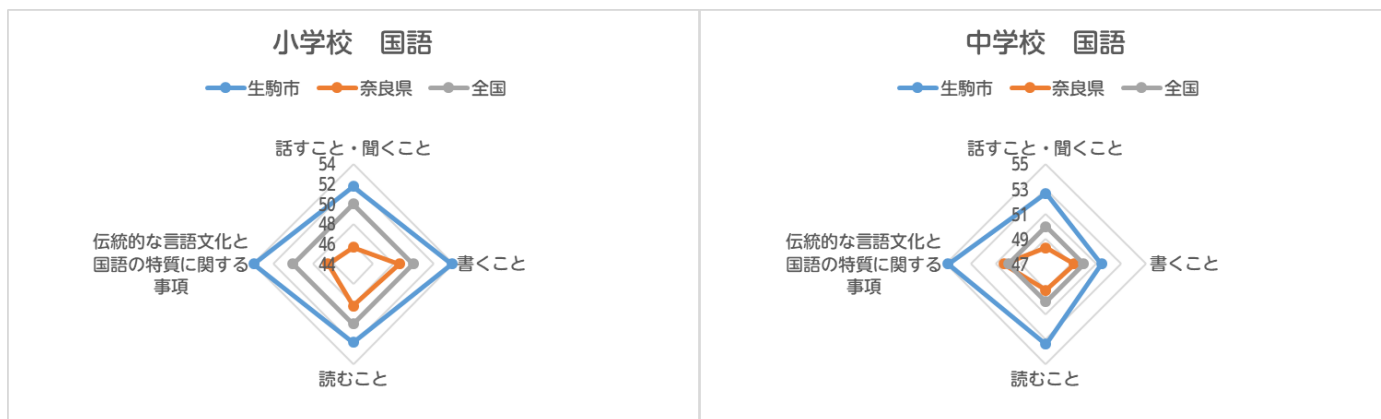 小学校　国語
生駒市 奈良県 全国
話すこと・聞くこと
54
52
50
48
46
44
書くこと
読むこと
伝統的な言語文化と
国語の特質に関する
事項
中学校　国語
生駒市 奈良県 全国
話すこと・聞くこと
55
53
51
49
47
書くこと
読むこと
伝統的な言語文化と
国語の特質に関する
事項